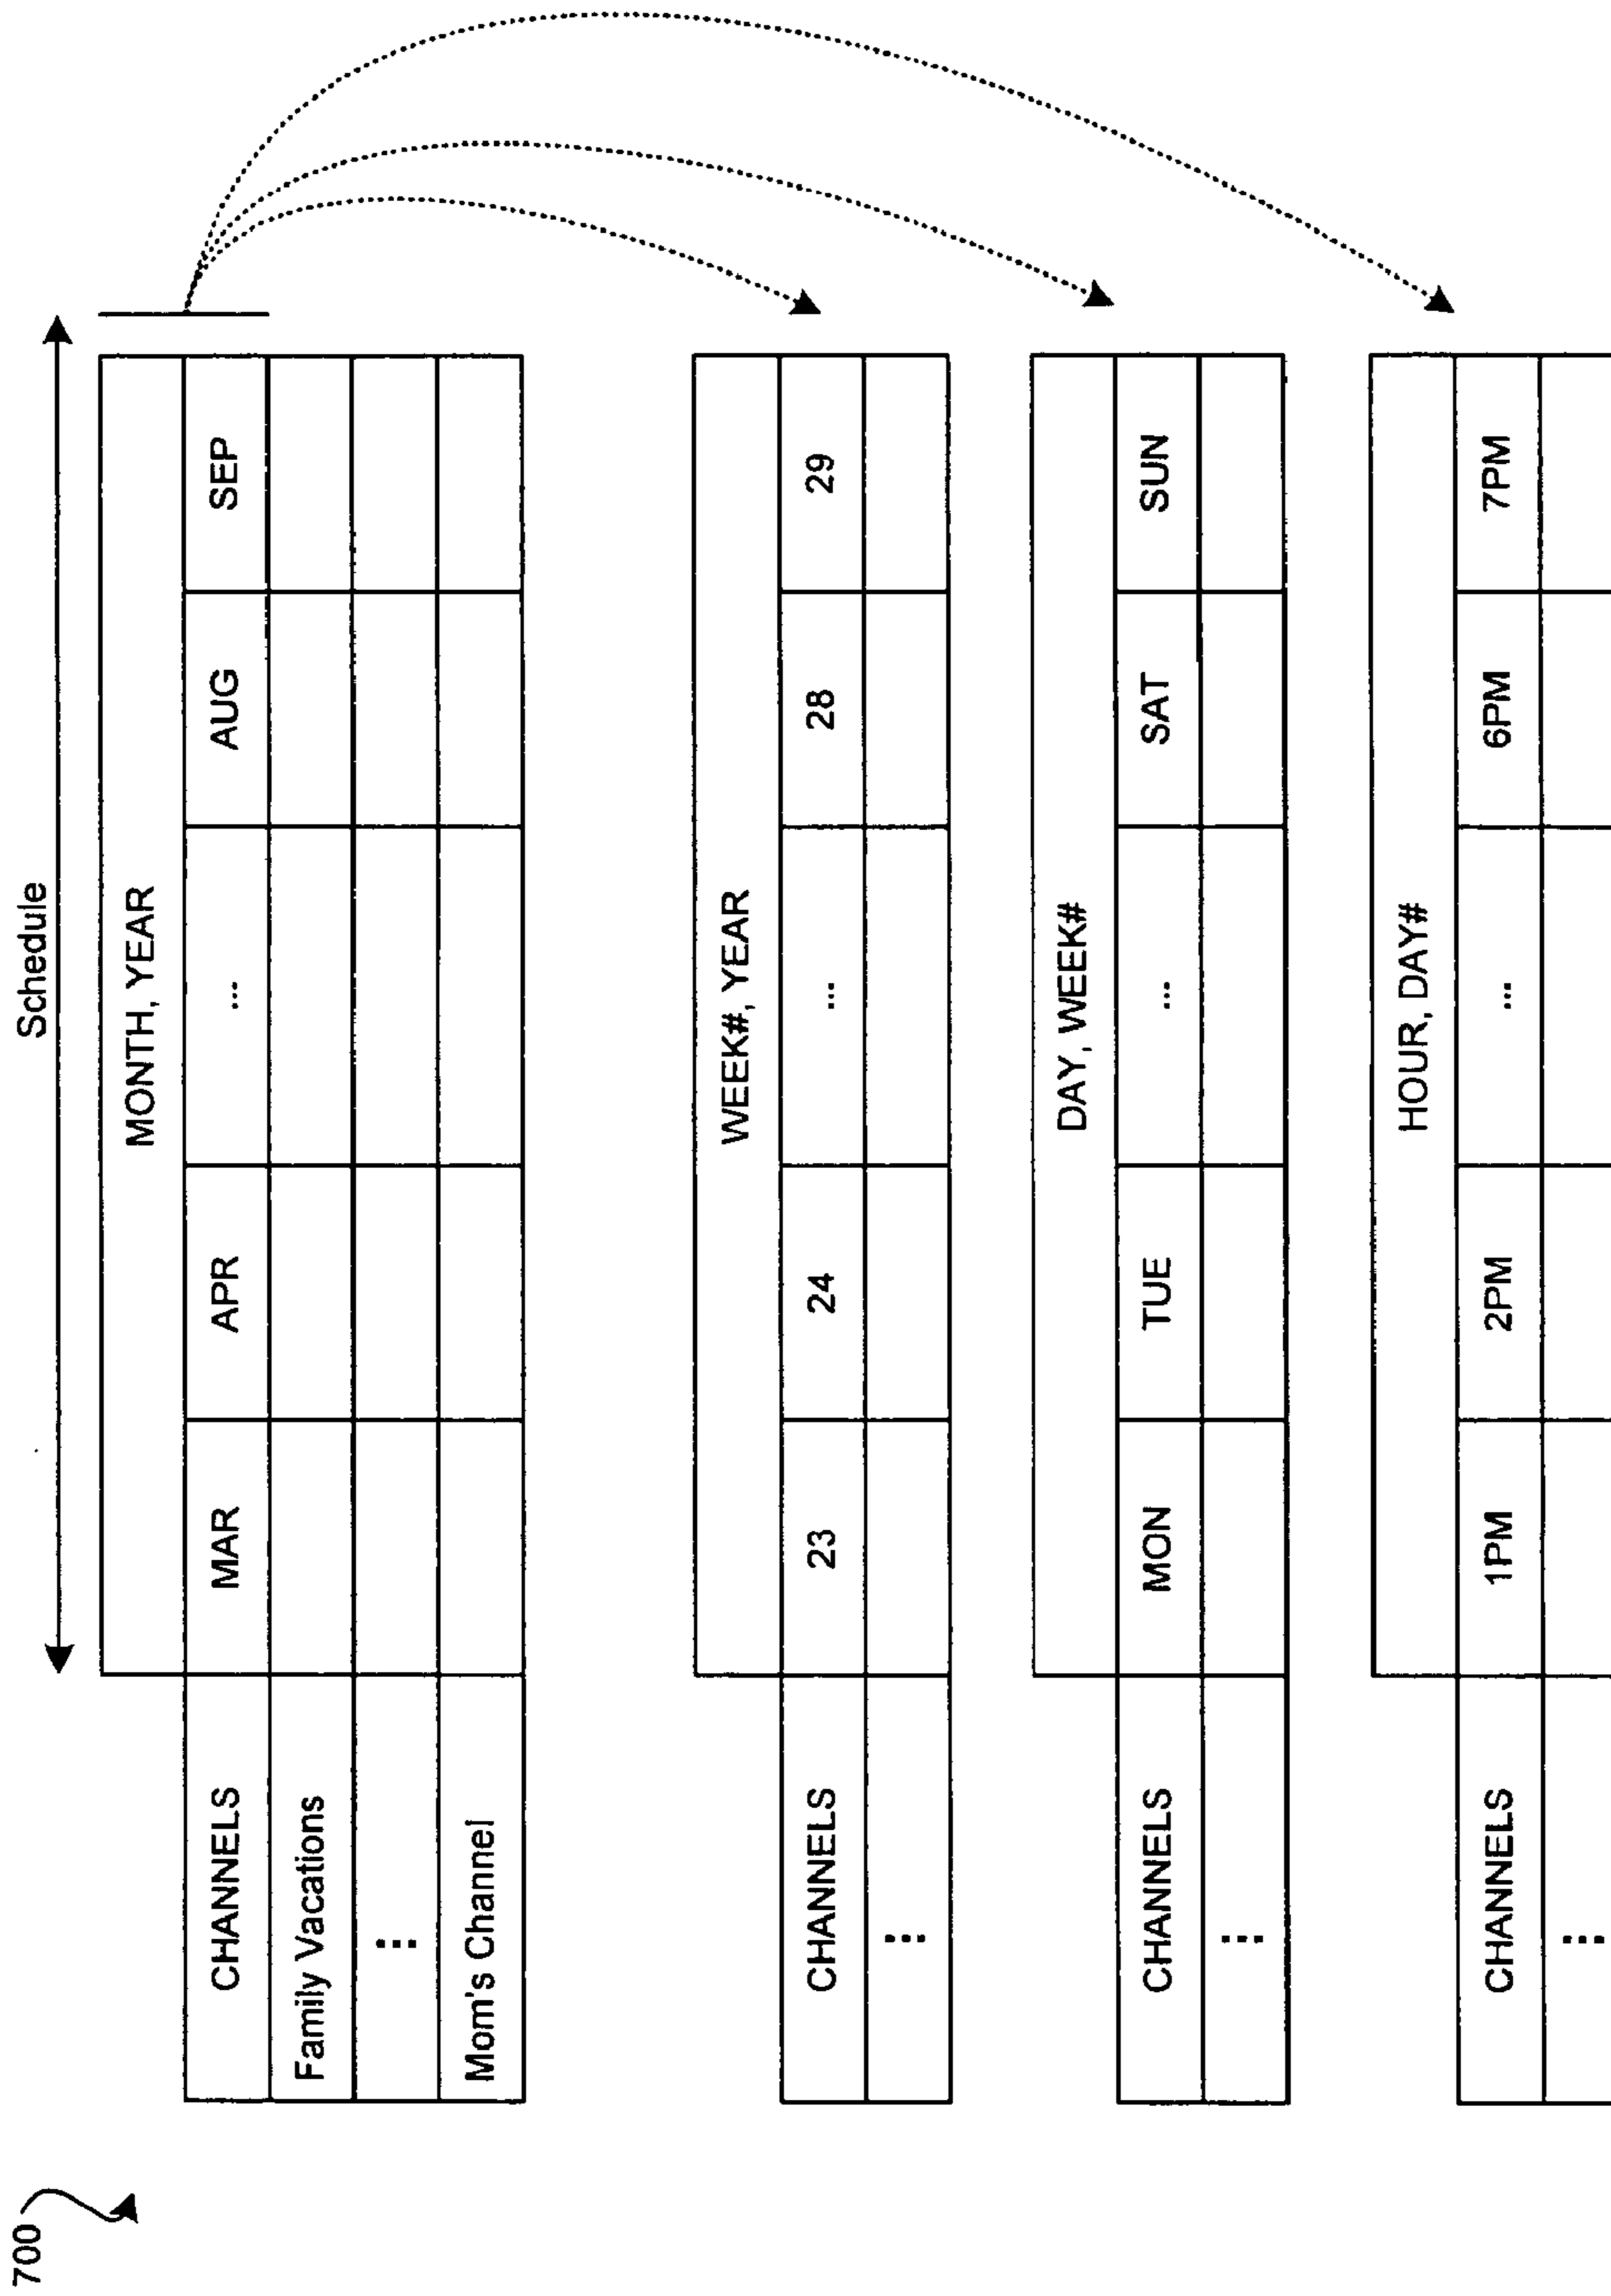 700
Schedule
MONTH, YEAR
CHANNELS MAR APR ... AUG SEP
Family Vacations
...
Mom's Channel
WEEK#, YEAR
CHANNELS 23 24 ... 28 29
...
DAY, WEEK#
CHANNELS MON TUE ... SAT SUN
...
HOUR, DAY#
CHANNELS 1PM 2PM ... 6PM 7PM
...